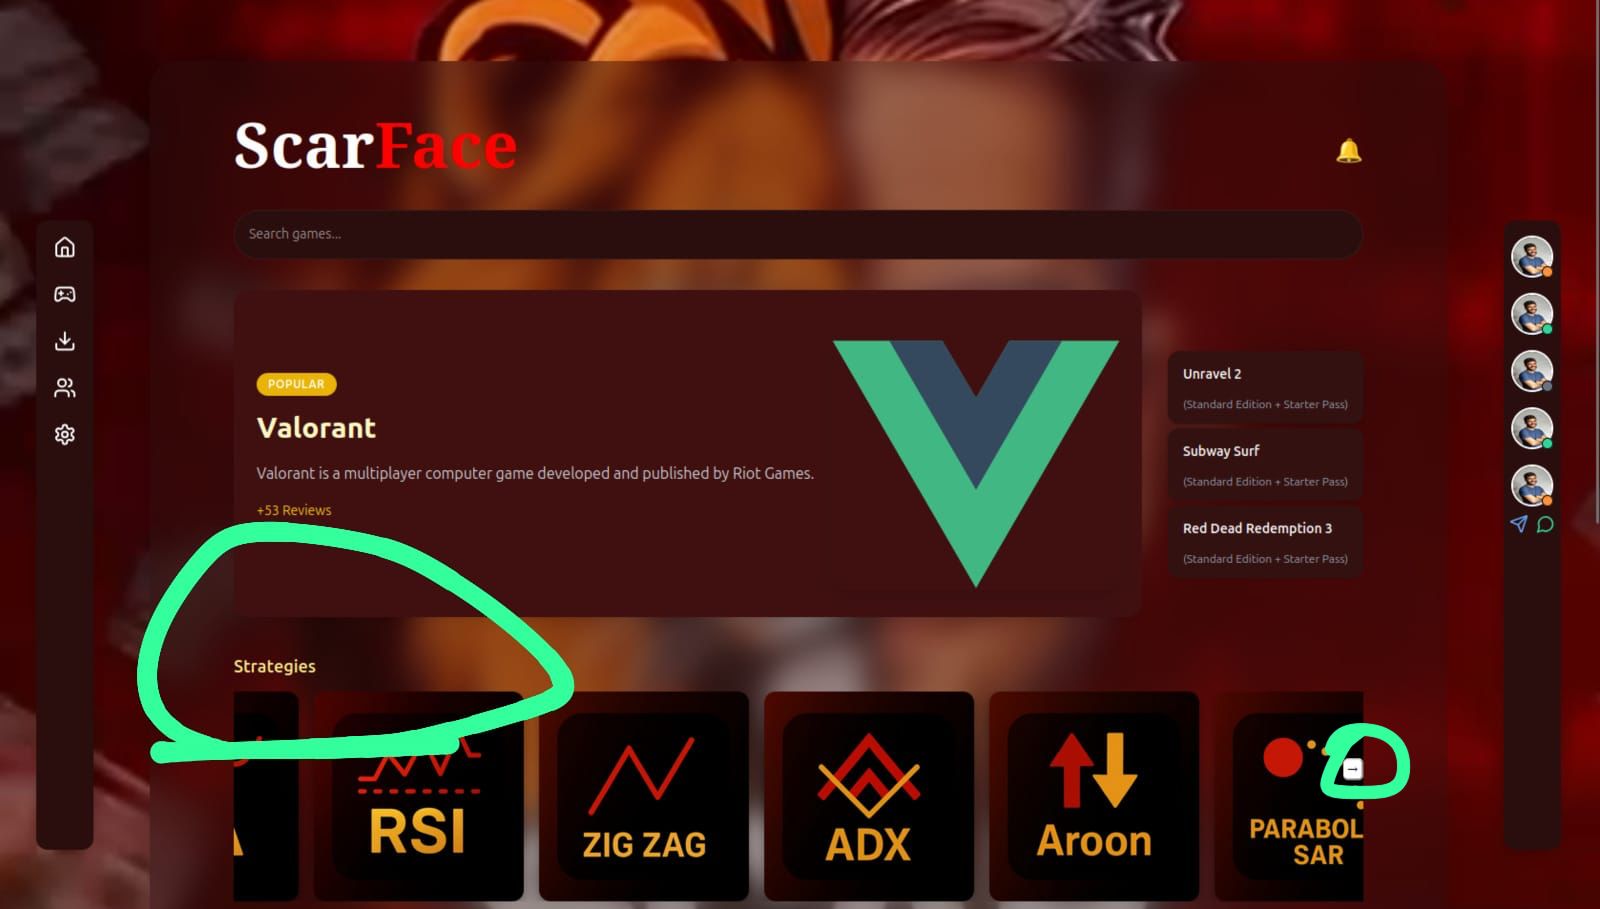 ScarFace
Search games...
POPULAR
Valorant
Valorant is a multiplayer computer game developed and published by Riot Games.
+53 Reviews
Unravel 2
(Standard Edition + Starter Pass)
Subway Surf
(Standard Edition + Starter Pass)
Red Dead Redemption 3
(Standard Edition + Starter Pass)
Strategies
RSI
ZIG ZAG
ADX
Aroon
PARABOL
SAR